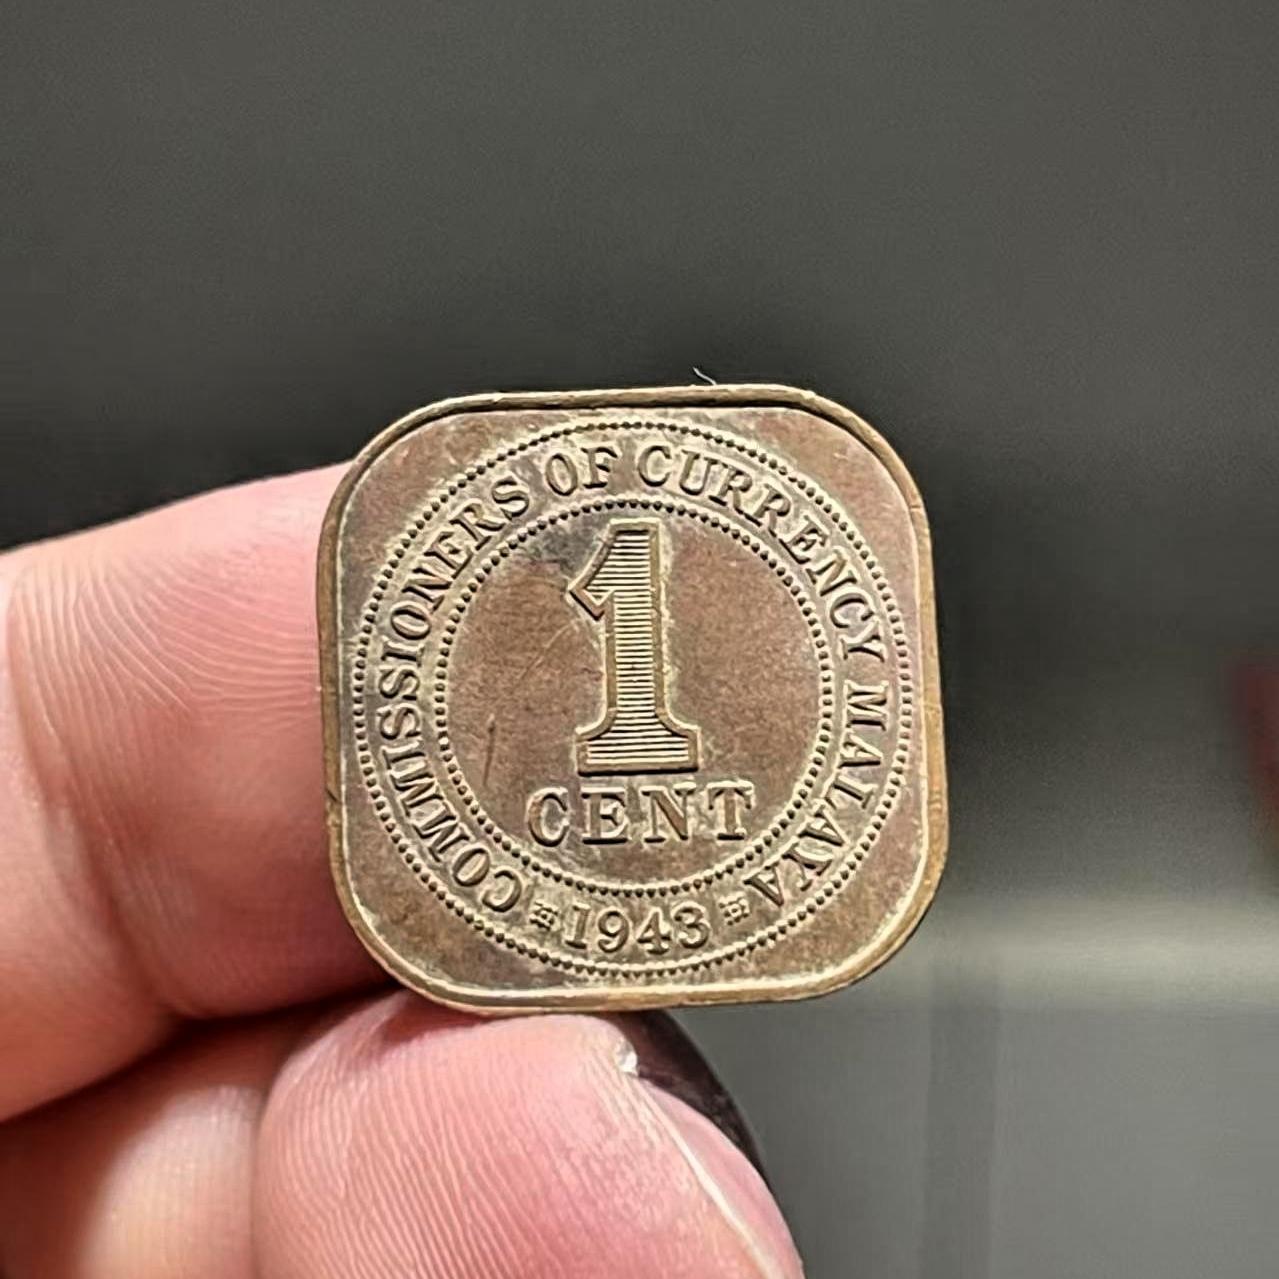 COMMISSIONERS OF CURRENCY MALAYA
1
CENT
1943